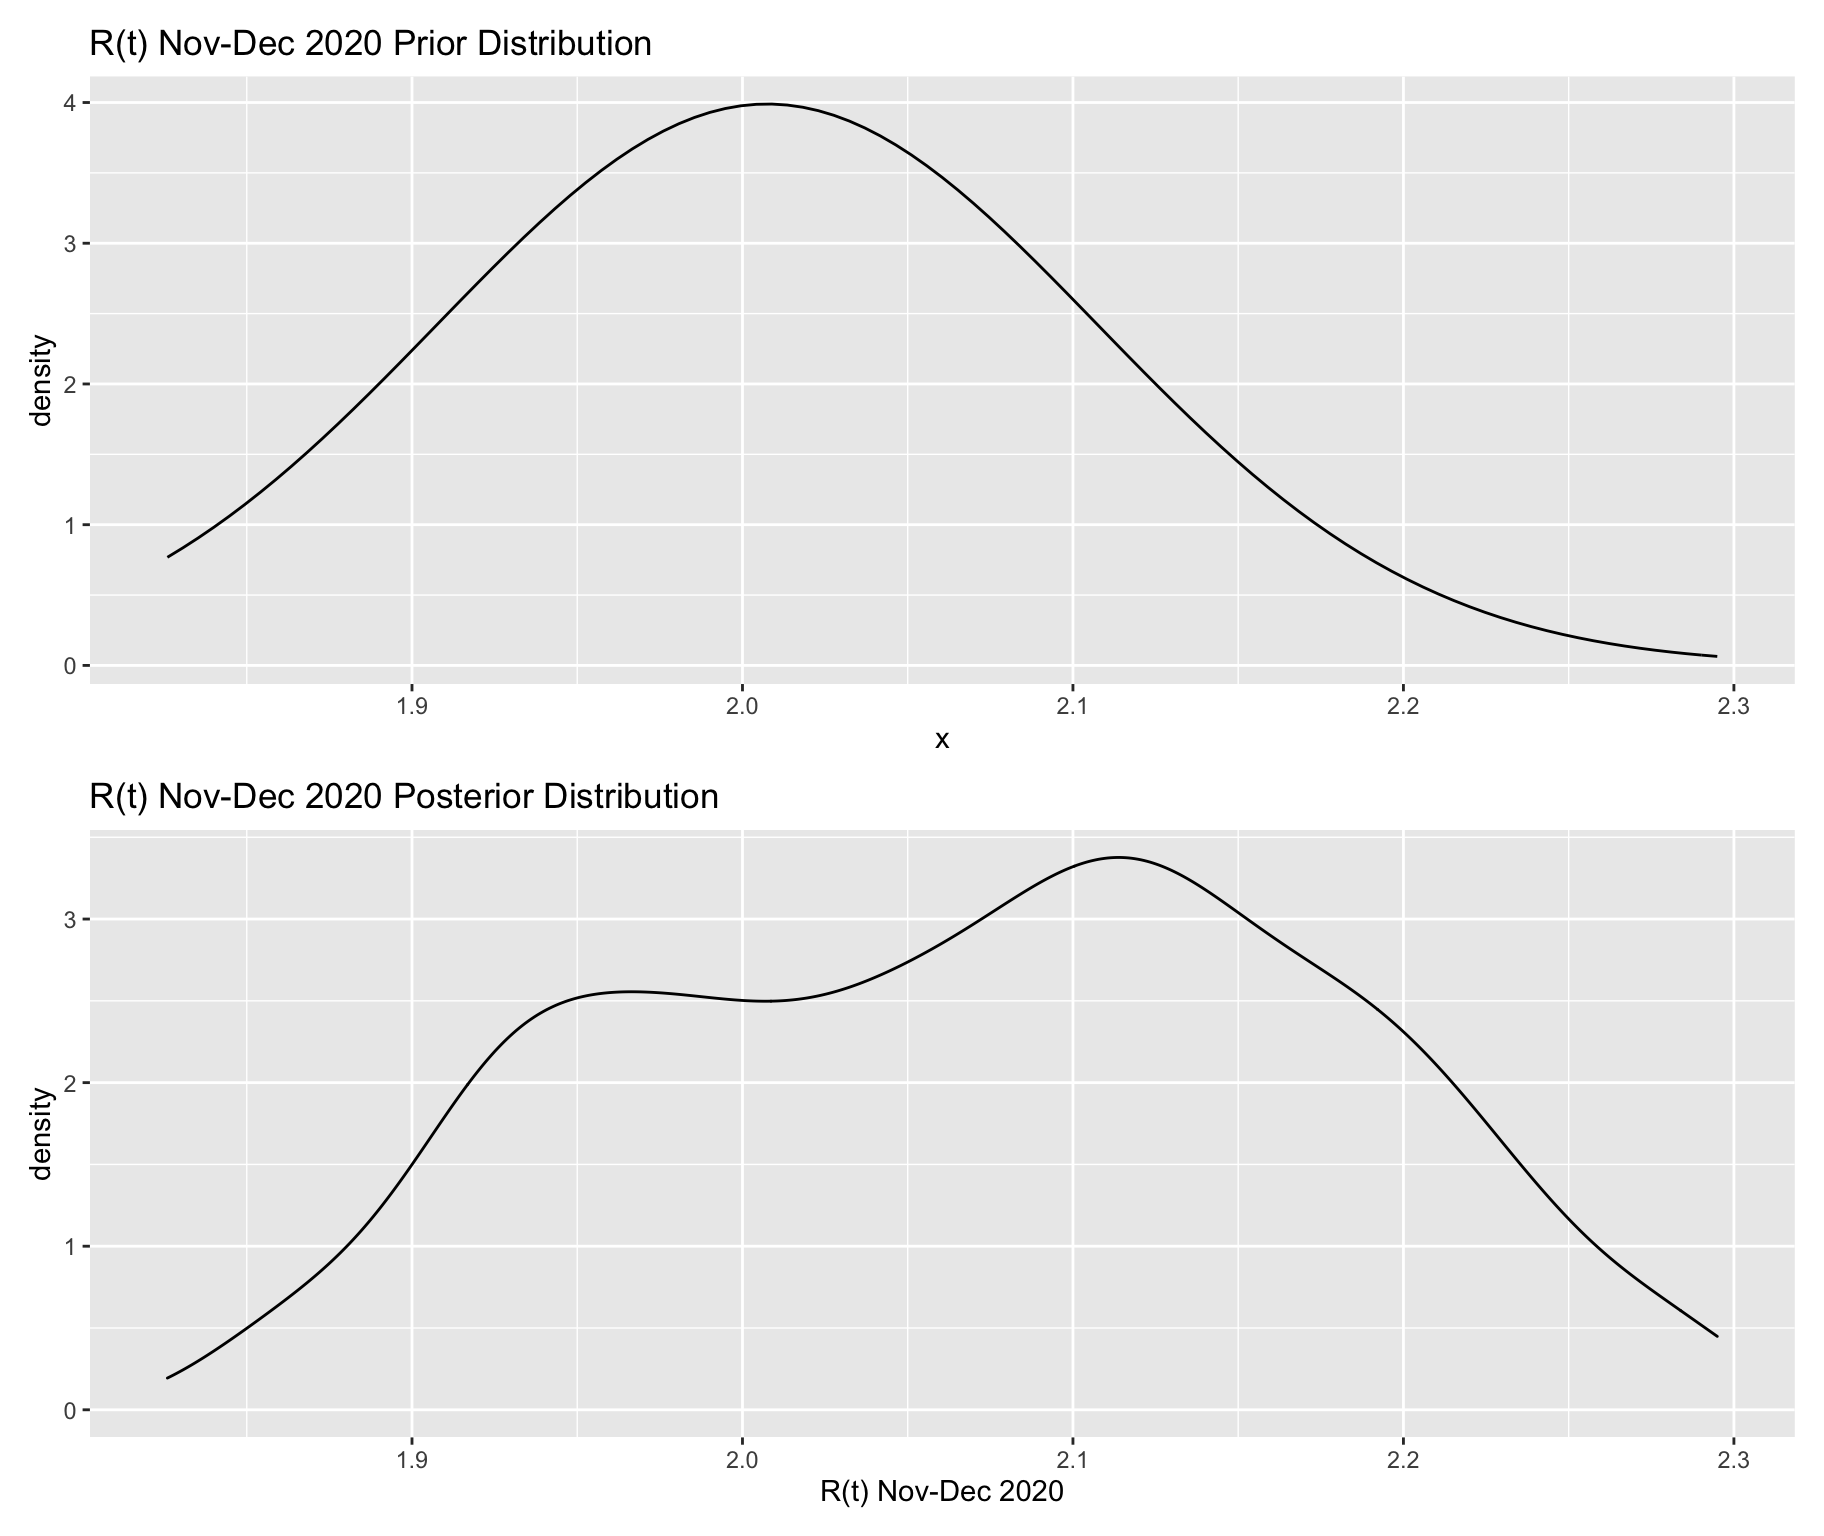 R(t) Nov-Dec 2020 Prior Distribution
4
3
2
1
0
density
1.9 2.0 2.1 2.2 2.3
x
R(t) Nov-Dec 2020 Posterior Distribution
3
2
1
0
density
1.9 2.0 2.1 2.2 2.3
R(t) Nov-Dec 2020